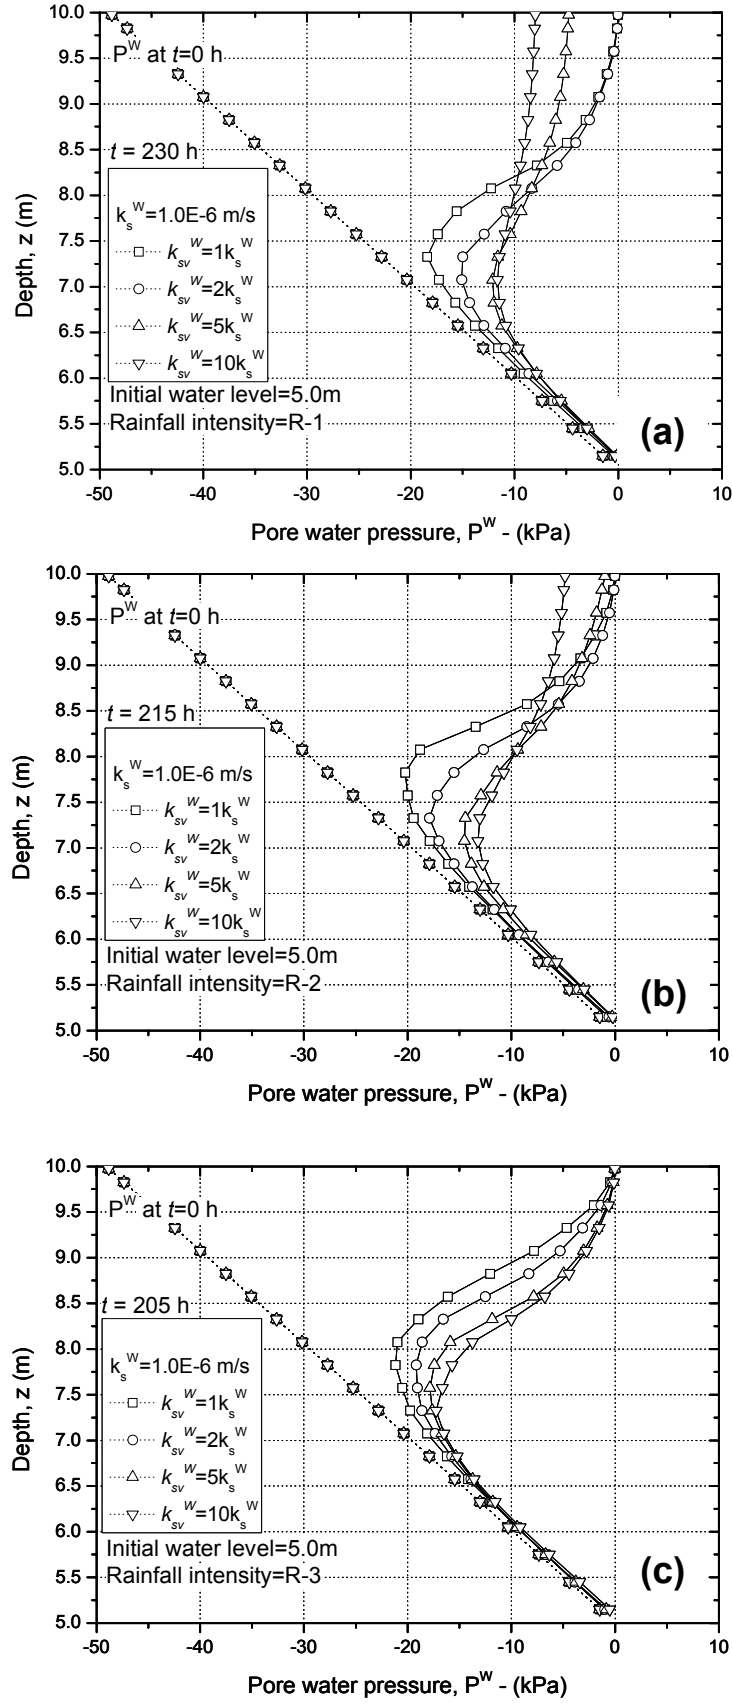 10.0
9.5
9.0
8.5
8.0
7.5
7.0
6.5
6.0
5.5
5.0
Depth, z (m)
P^W at t=0 h
t = 230 h
k_s^W=1.0E-6 m/s
k_sv^W=1k_s^W
k_sv^W=2k_s^W
k_sv^W=5k_s^W
k_sv^W=10k_s^W
Initial water level=5.0m
Rainfall intensity=R-1
(a)
-50 -40 -30 -20 -10 0 10
Pore water pressure, P^W - (kPa)
10.0
9.5
9.0
8.5
8.0
7.5
7.0
6.5
6.0
5.5
5.0
Depth, z (m)
P^W at t=0 h
t = 215 h
k_s^W=1.0E-6 m/s
k_sv^W=1k_s^W
k_sv^W=2k_s^W
k_sv^W=5k_s^W
k_sv^W=10k_s^W
Initial water level=5.0m
Rainfall intensity=R-2
(b)
-50 -40 -30 -20 -10 0 10
Pore water pressure, P^W - (kPa)
10.0
9.5
9.0
8.5
8.0
7.5
7.0
6.5
6.0
5.5
5.0
Depth, z (m)
P^W at t=0 h
t = 205 h
k_s^W=1.0E-6 m/s
k_sv^W=1k_s^W
k_sv^W=2k_s^W
k_sv^W=5k_s^W
k_sv^W=10k_s^W
Initial water level=5.0m
Rainfall intensity=R-3
(c)
-50 -40 -30 -20 -10 0 10
Pore water pressure, P^W - (kPa)